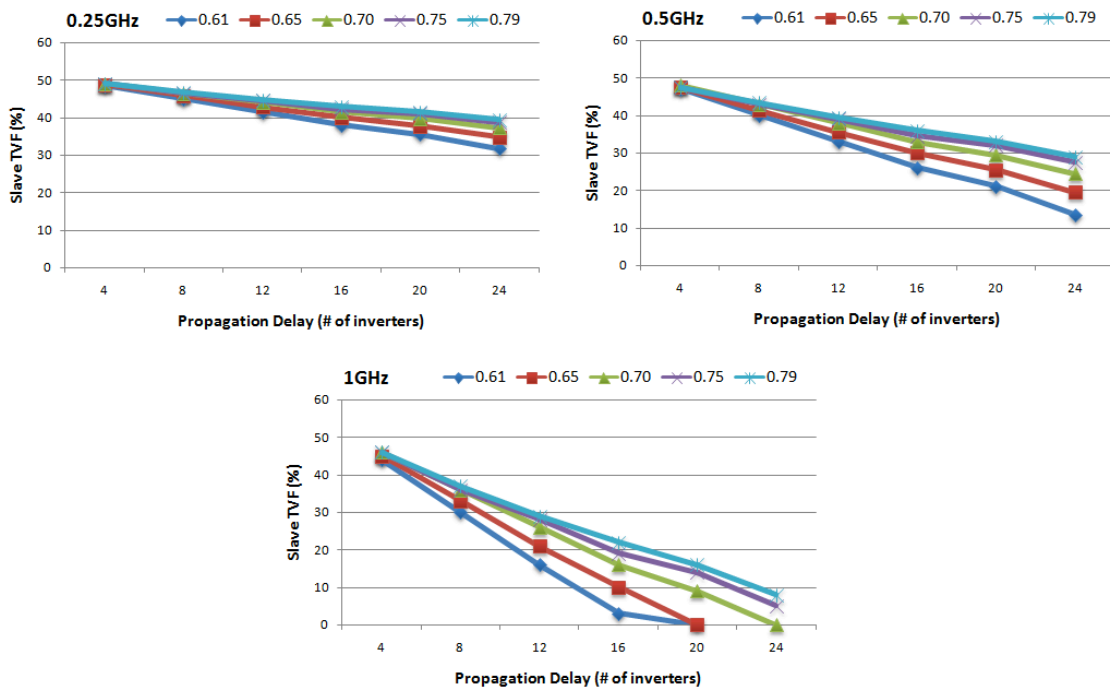 0.25GHz 0.61 0.65 0.70 0.75 0.79
60
50
40
30
20
10
0
Slave TVF (%)
4 8 12 16 20 24
Propagation Delay (# of inverters)
0.5GHz 0.61 0.65 0.70 0.75 0.79
60
50
40
30
20
10
0
Slave TVF (%)
4 8 12 16 20 24
Propagation Delay (# of inverters)
1GHz 0.61 0.65 0.70 0.75 0.79
60
50
40
30
20
10
0
Slave TVF (%)
4 8 12 16 20 24
Propagation Delay (# of inverters)